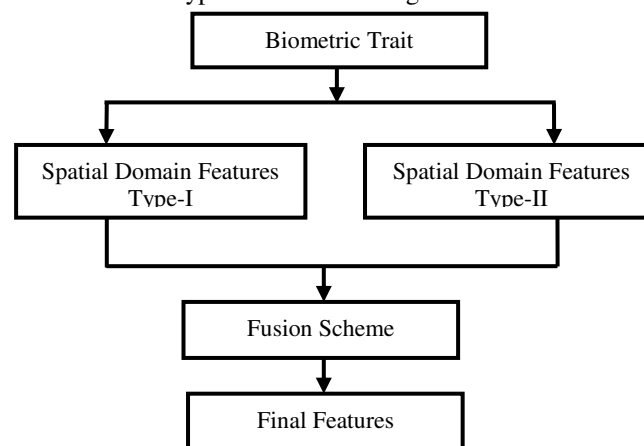 Biometric Trait
Spatial Domain Features
Type-I
Spatial Domain Features
Type-II
Fusion Scheme
Final Features